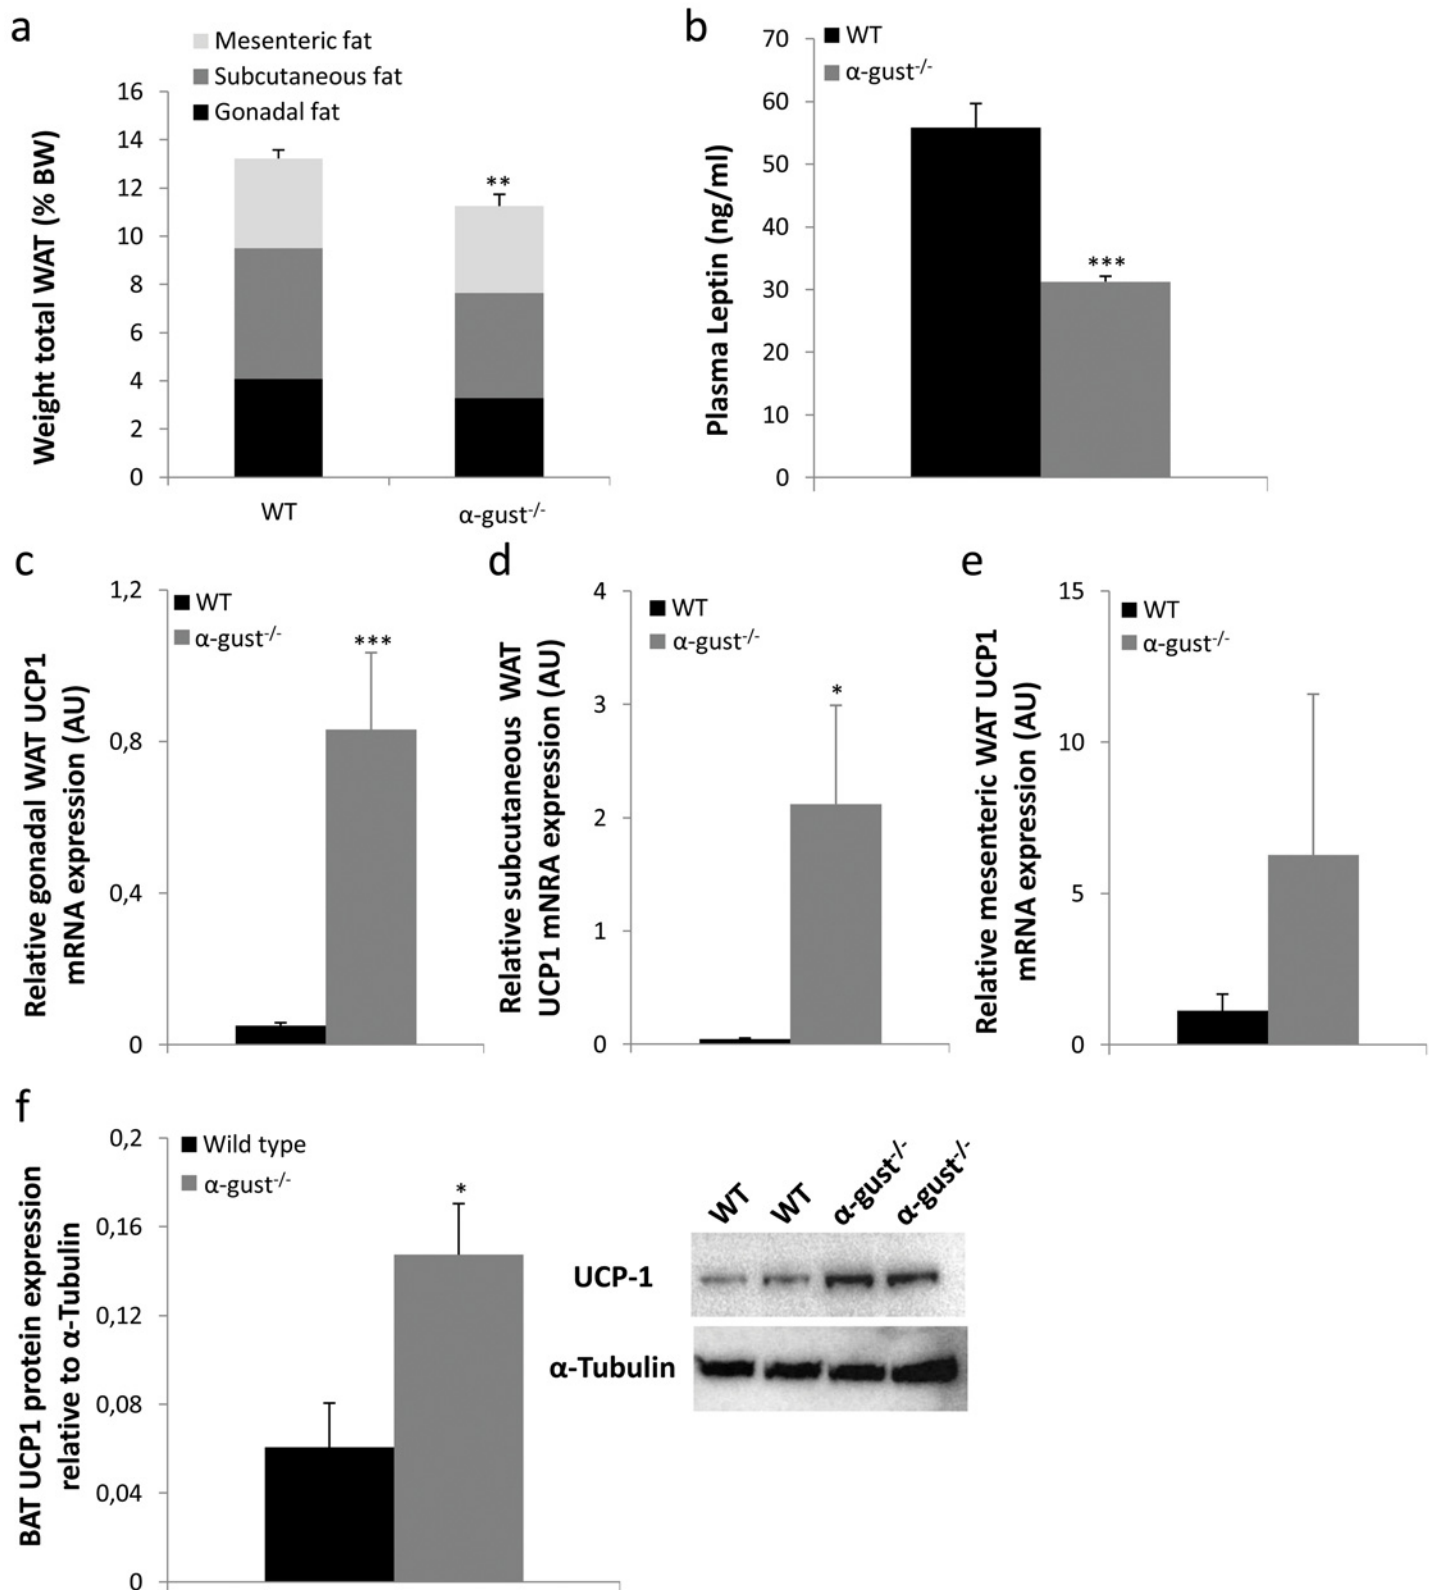 a
Mesenteric fat
Subcutaneous fat
Gonadal fat
Weight total WAT (% BW)
16
14
12
10
8
6
4
2
0
**
WT
α-gust-/-
b
WT
α-gust-/-
Plasma Leptin (ng/ml)
70
60
50
40
30
20
10
0
***
c
WT
α-gust-/-
Relative gonadal WAT UCP1
mRNA expression (AU)
1,2
0,8
0,4
0
***
d
WT
α-gust-/-
Relative subcutaneous WAT
UCP1 mNRA expression (AU)
4
3
2
1
0
*
e
WT
α-gust-/-
Relative mesenteric WAT UCP1
mRNA expression (AU)
15
10
5
0
f
Wild type
α-gust-/-
BAT UCP1 protein expression
relative to α-Tubulin
0,2
0,16
0,12
0,08
0,04
0
*
WT WT α-gust-/- α-gust-/-
UCP-1
α-Tubulin